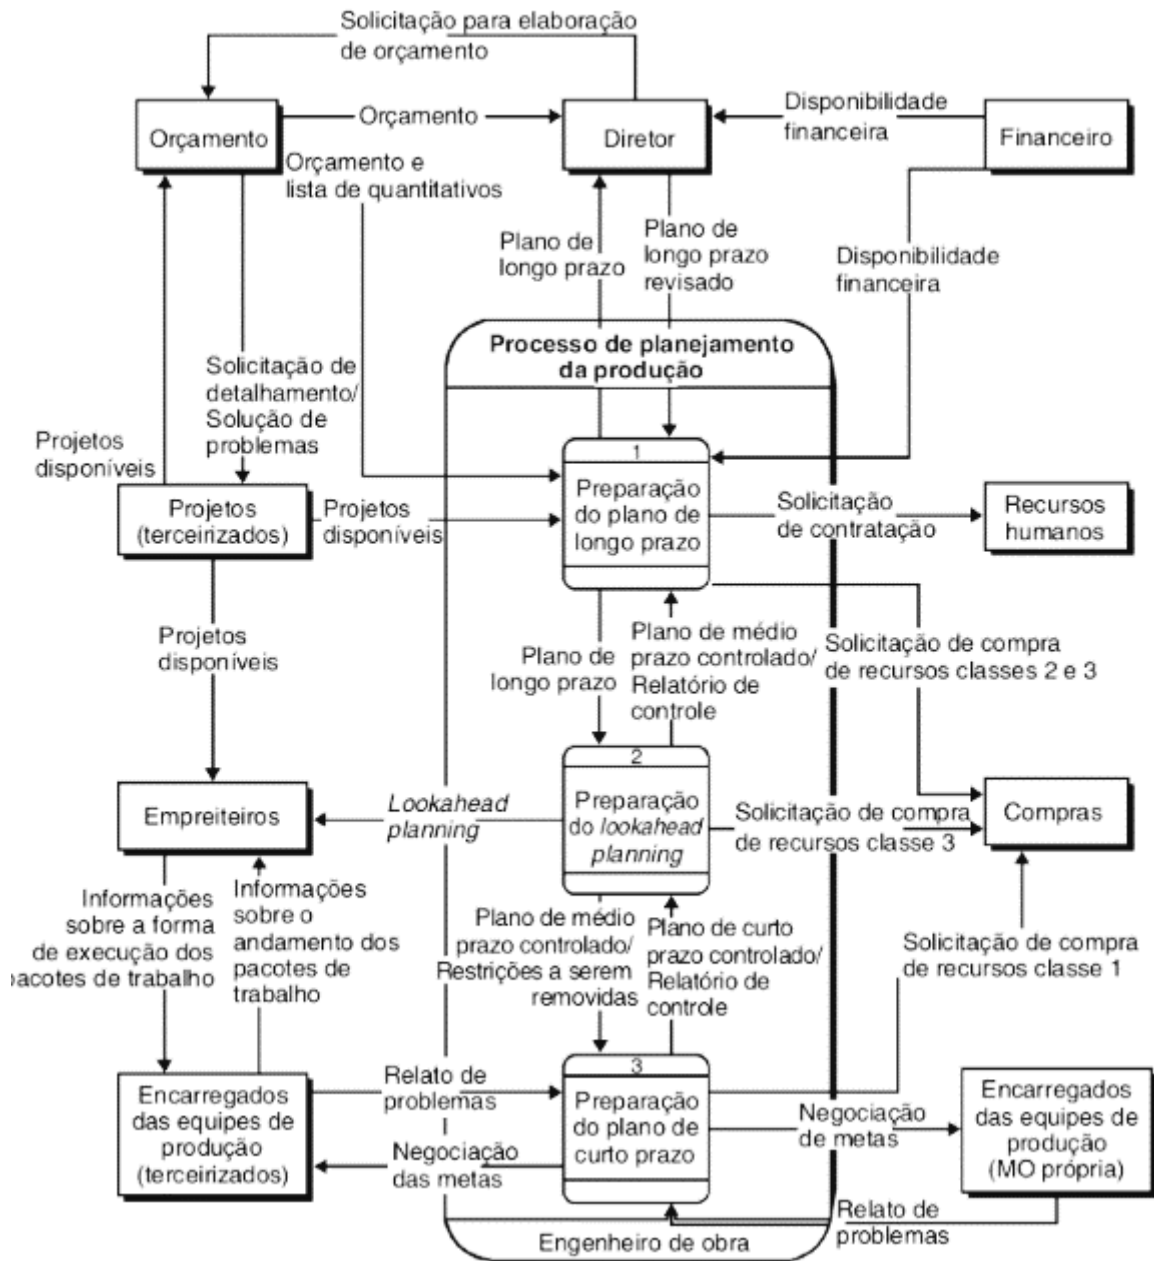 Solicitação para elaboração
de orçamento
Orçamento
Orçamento
Diretor
Disponibilidade
financeira
Financeiro
Orçamento e
lista de quantitativos
Plano de
longo prazo
Plano de
longo prazo
revisado
Disponibilidade
financeira
Processo de planejamento
da produção
Solicitação de
detalhamento/
Solução de
problemas
Projetos
disponíveis
Projetos
(terceirizados)
Projetos
disponíveis
1
Preparação
do plano de
longo prazo
Solicitação
de contratação
Recursos
humanos
Projetos
disponíveis
Plano de
longo prazo
Plano de médio
prazo controlado/
Relatório de
controle
Solicitação de compra
de recursos classes 2 e 3
Empreiteiros
Lookahead
planning
2
Preparação
do lookahead
planning
Solicitação de compra
de recursos classe 3
Compras
Informações
sobre a forma
de execução dos
pacotes de trabalho
Informações
sobre o
andamento dos
pacotes de
trabalho
Plano de médio
prazo controlado/
Restrições a serem
removidas
Plano de curto
prazo controlado/
Relatório de
controle
Solicitação de compra
de recursos classe 1
Encarregados
das equipes de
produção
(terceirizados)
Relato de
problemas
Negociação
das metas
3
Preparação
do plano de
curto prazo
Negociação
de metas
Encarregados
das equipes de
produção
(MO própria)
Relato de
problemas
Engenheiro de obra